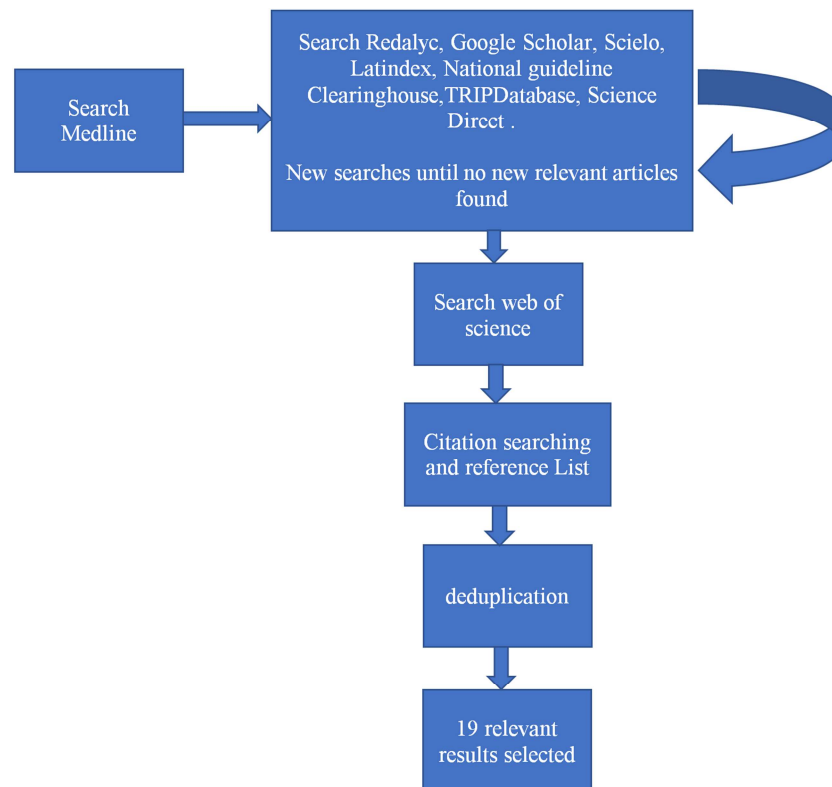 Search
Medline
Search Redalyc, Google Scholar, Scielo,
Latindex, National guideline
Clearinghouse,TRIPDatabase, Science
Direct .
New searches until no new relevant articles
found
Search web of
science
Citation searching
and reference List
deduplication
19 relevant
results selected